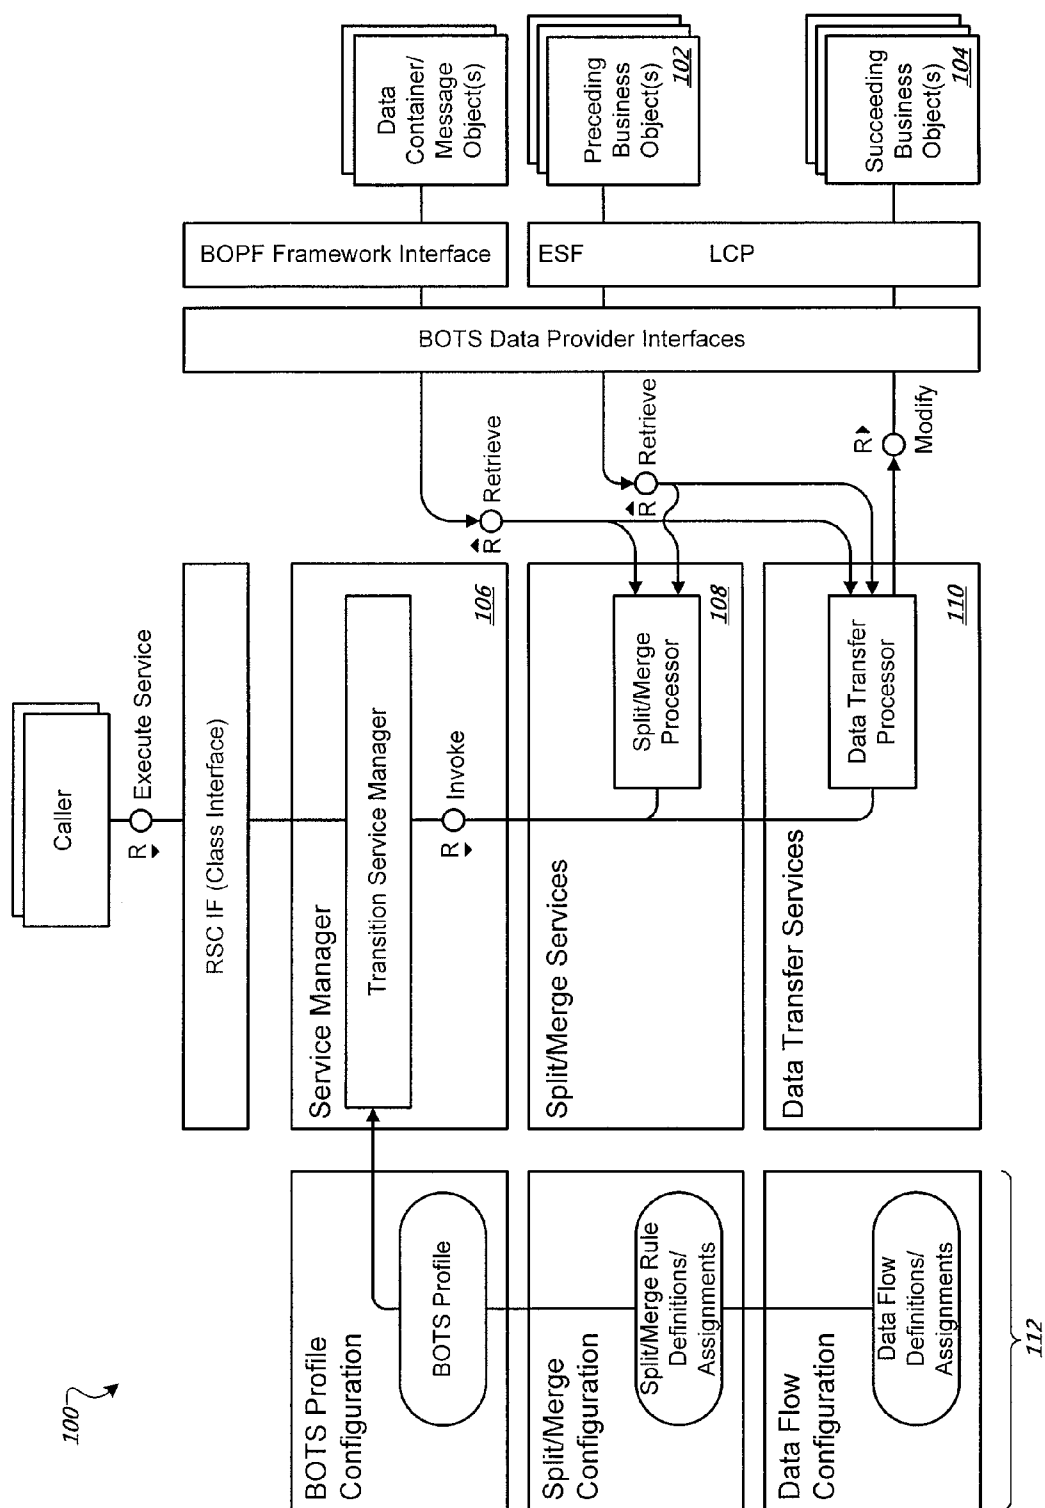 100
Caller
R
Execute Service
RSC IF (Class Interface)
BOTS Profile
Configuration
BOTS Profile
Service Manager
Transition Service Manager
106
R
Invoke
Split/Merge
Configuration
Split/Merge Rule
Definitions/
Assignments
Split/Merge Services
Split/Merge
Processor
108
Data Flow
Configuration
Data Flow
Definitions/
Assignments
Data Transfer Services
Data Transfer
Processor
110
112
R
Retrieve
R
Retrieve
R
Modify
BOTS Data Provider Interfaces
BOPF Framework Interface
ESF
LCP
Data
Container/
Message
Object(s)
Preceding
Business
Object(s)
102
Succeeding
Business
Object(s)
104